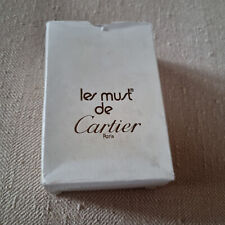 les must
de
Cartier
Paris